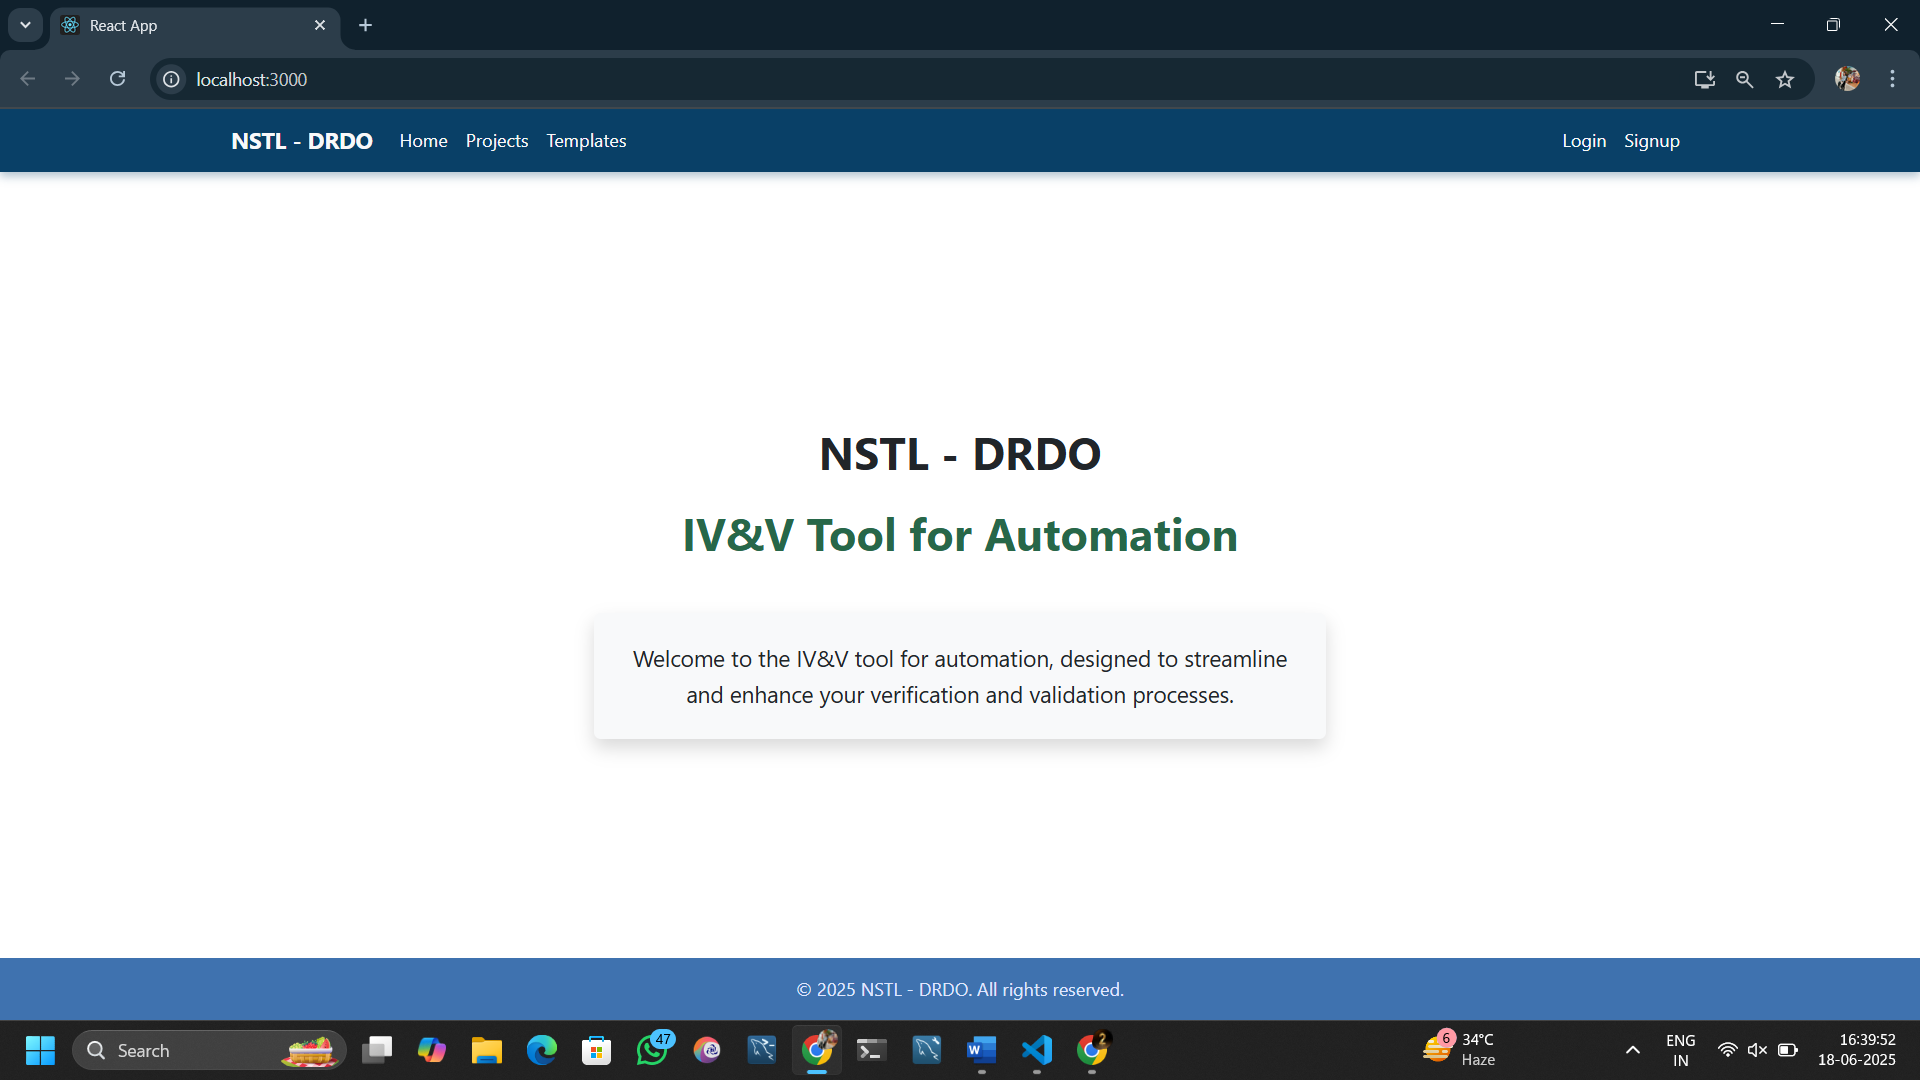 React App
localhost:3000
NSTL - DRDO Home Projects Templates Login Signup
NSTL - DRDO
IV&V Tool for Automation
Welcome to the IV&V tool for automation, designed to streamline
and enhance your verification and validation processes.
© 2025 NSTL - DRDO. All rights reserved.
Search
47
2
6
34°C
Haze
ENG
IN
16:39:52
18-06-2025